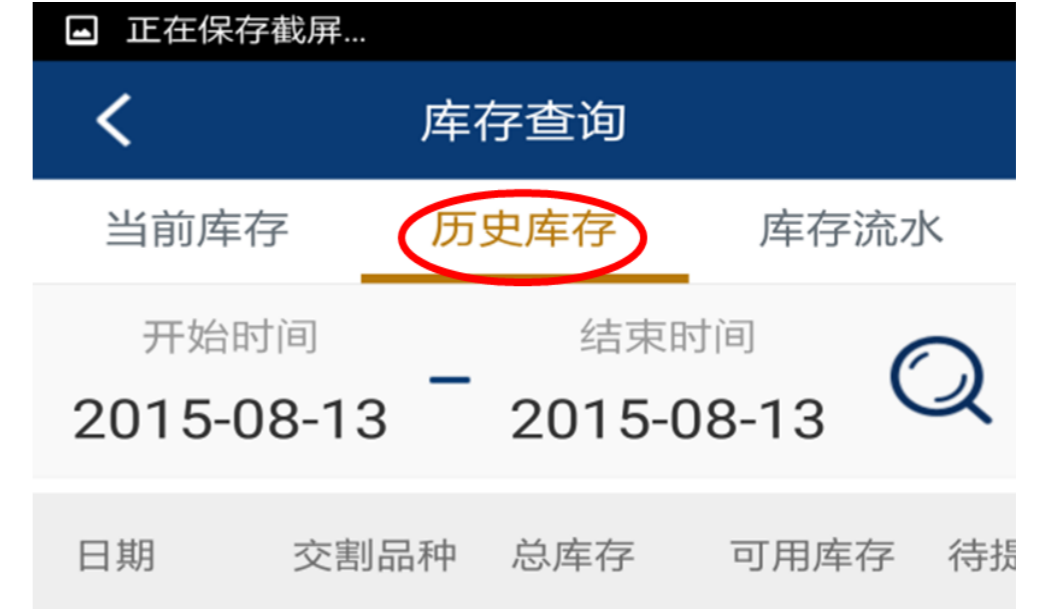 正在保存截屏...
库存查询
当前库存 历史库存 库存流水
开始时间 结束时间
2015-08-13 – 2015-08-13
日期 交割品种 总库存 可用库存 待提